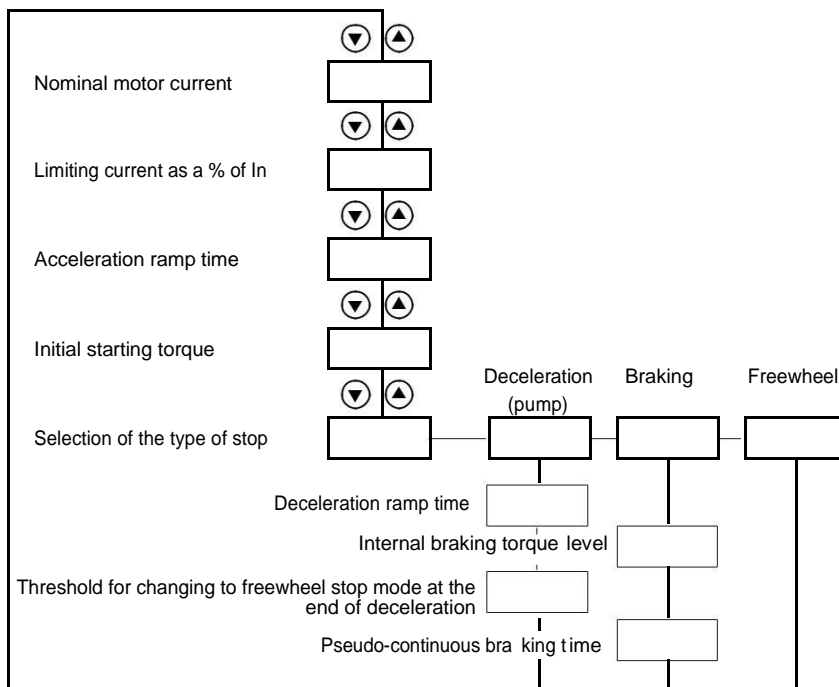 Nominal motor current
Limiting current as a % of In
Acceleration ramp time
Initial starting torque
Deceleration
(pump)
Braking
Freewheel
Selection of the type of stop
Deceleration ramp time
Internal braking torque level
Threshold for changing to freewheel stop mode at the
end of deceleration
Pseudo-continuous bra king time